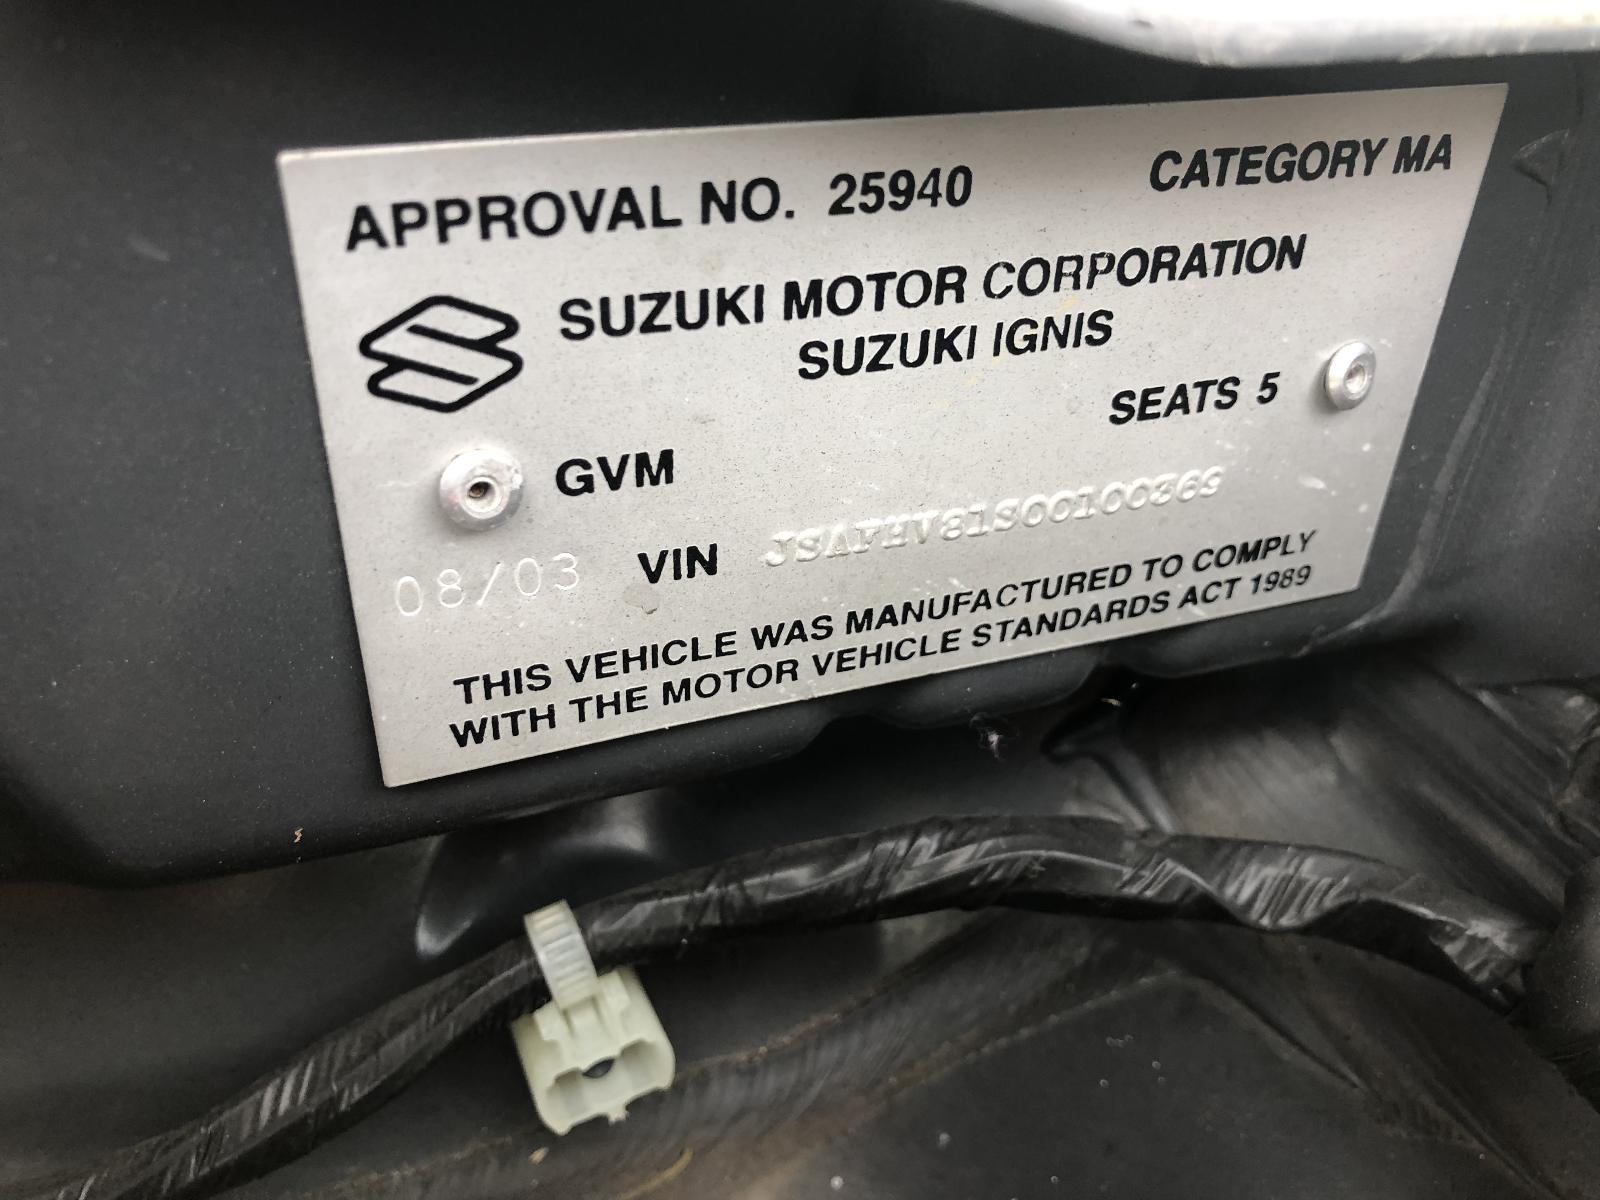 APPROVAL NO. 25940 CATEGORY MA
SUZUKI MOTOR CORPORATION
SUZUKI IGNIS
SEATS 5
GVM
08/03 VIN JSAFHV81S00100369
THIS VEHICLE WAS MANUFACTURED TO COMPLY
WITH THE MOTOR VEHICLE STANDARDS ACT 1989